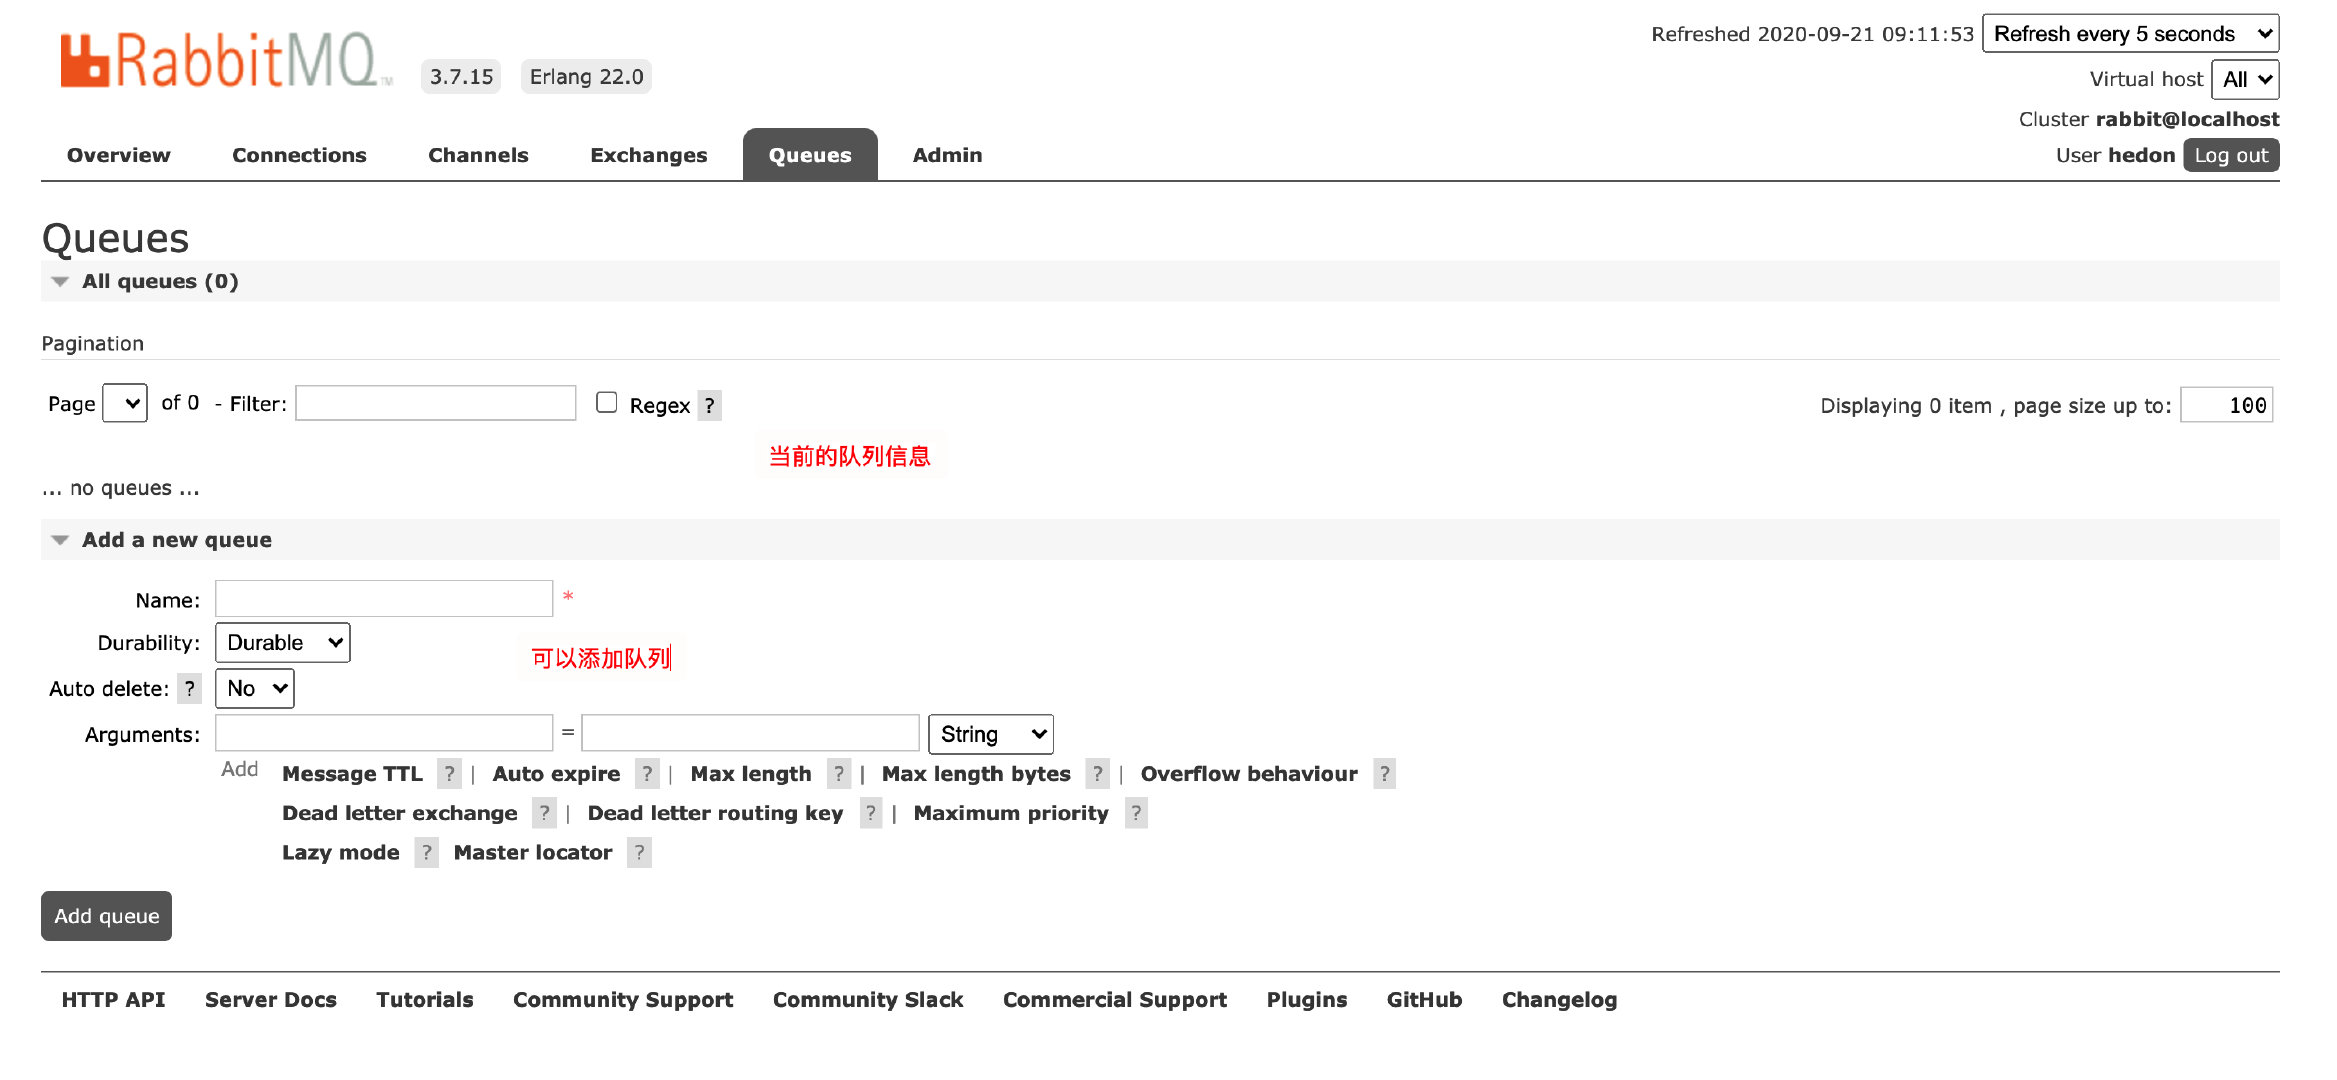 RabbitMQ™ 3.7.15 Erlang 22.0
Refreshed 2020-09-21 09:11:53 Refresh every 5 seconds
Virtual host All
Cluster rabbit@localhost
User hedon Log out
Overview Connections Channels Exchanges Queues Admin
Queues
All queues (0)
Pagination
Page of 0 - Filter: Regex ? Displaying 0 item , page size up to: 100
当前的队列信息
... no queues ...
Add a new queue
Name: *
Durability: Durable
可以添加队列
Auto delete: ? No
Arguments: = String
Add Message TTL ? | Auto expire ? | Max length ? | Max length bytes ? | Overflow behaviour ?
Dead letter exchange ? | Dead letter routing key ? | Maximum priority ?
Lazy mode ? Master locator ?
Add queue
HTTP API Server Docs Tutorials Community Support Community Slack Commercial Support Plugins GitHub Changelog